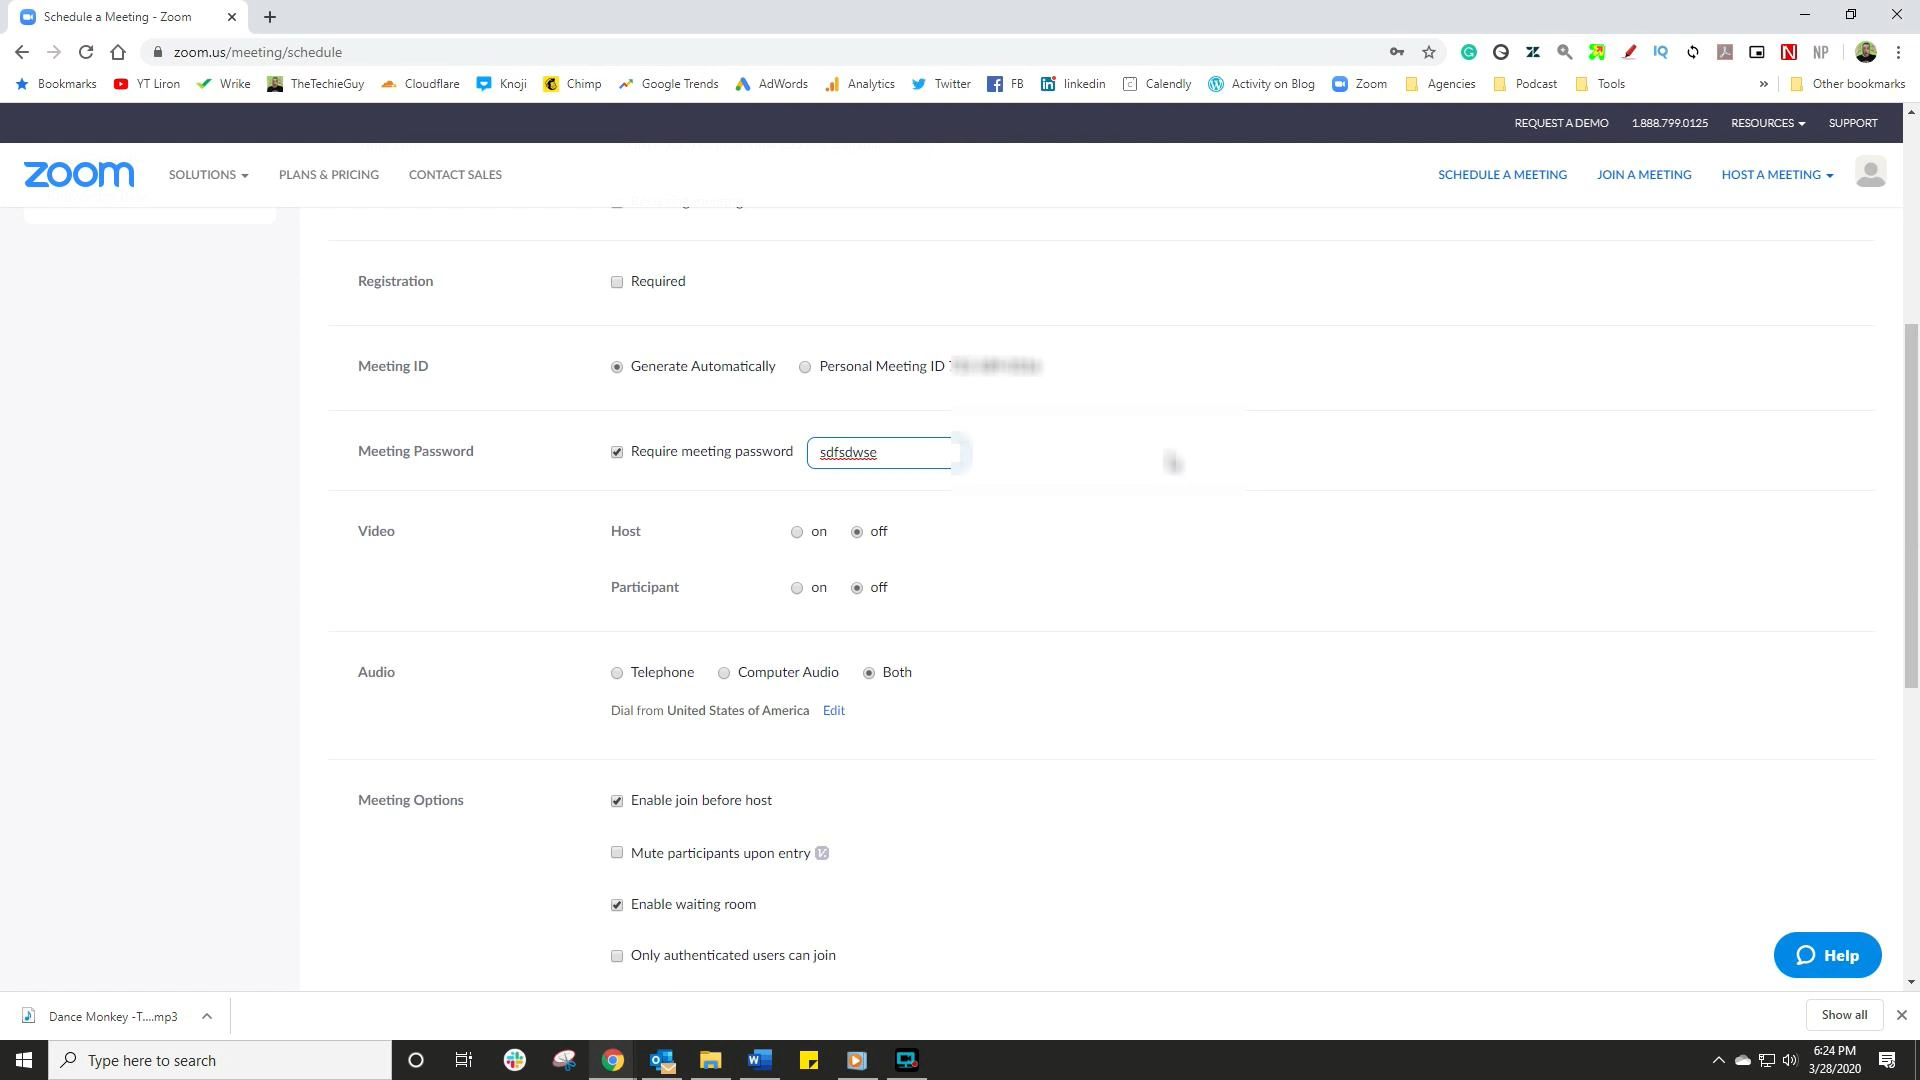 Schedule a Meeting - Zoom
zoom.us/meeting/schedule
Bookmarks YT Liron Wrike TheTechieGuy Cloudflare Knoji Chimp Google Trends AdWords Analytics Twitter FB linkedin Calendly Activity on Blog Zoom Agencies Podcast Tools » Other bookmarks
REQUEST A DEMO 1.888.799.0125 RESOURCES SUPPORT
zoom SOLUTIONS PLANS & PRICING CONTACT SALES SCHEDULE A MEETING JOIN A MEETING HOST A MEETING
Registration Required
Meeting ID Generate Automatically Personal Meeting ID
Meeting Password Require meeting password sdfsdwse
Video Host on off
Participant on off
Audio Telephone Computer Audio Both
Dial from United States of America Edit
Meeting Options Enable join before host
Mute participants upon entry
Enable waiting room
Only authenticated users can join
Help
Dance Monkey -T....mp3 Show all
Type here to search
6:24 PM
3/28/2020